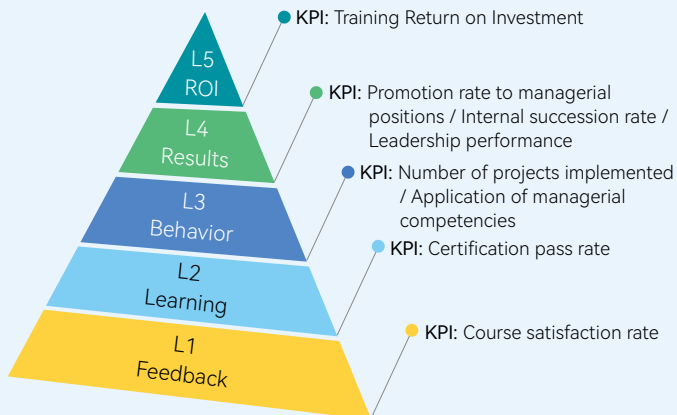 L5
ROI
KPI: Training Return on Investment
L4
Results
KPI: Promotion rate to managerial
positions / Internal succession rate /
Leadership performance
L3
Behavior
KPI: Number of projects implemented
/ Application of managerial
competencies
L2
Learning
KPI: Certification pass rate
L1
Feedback
KPI: Course satisfaction rate